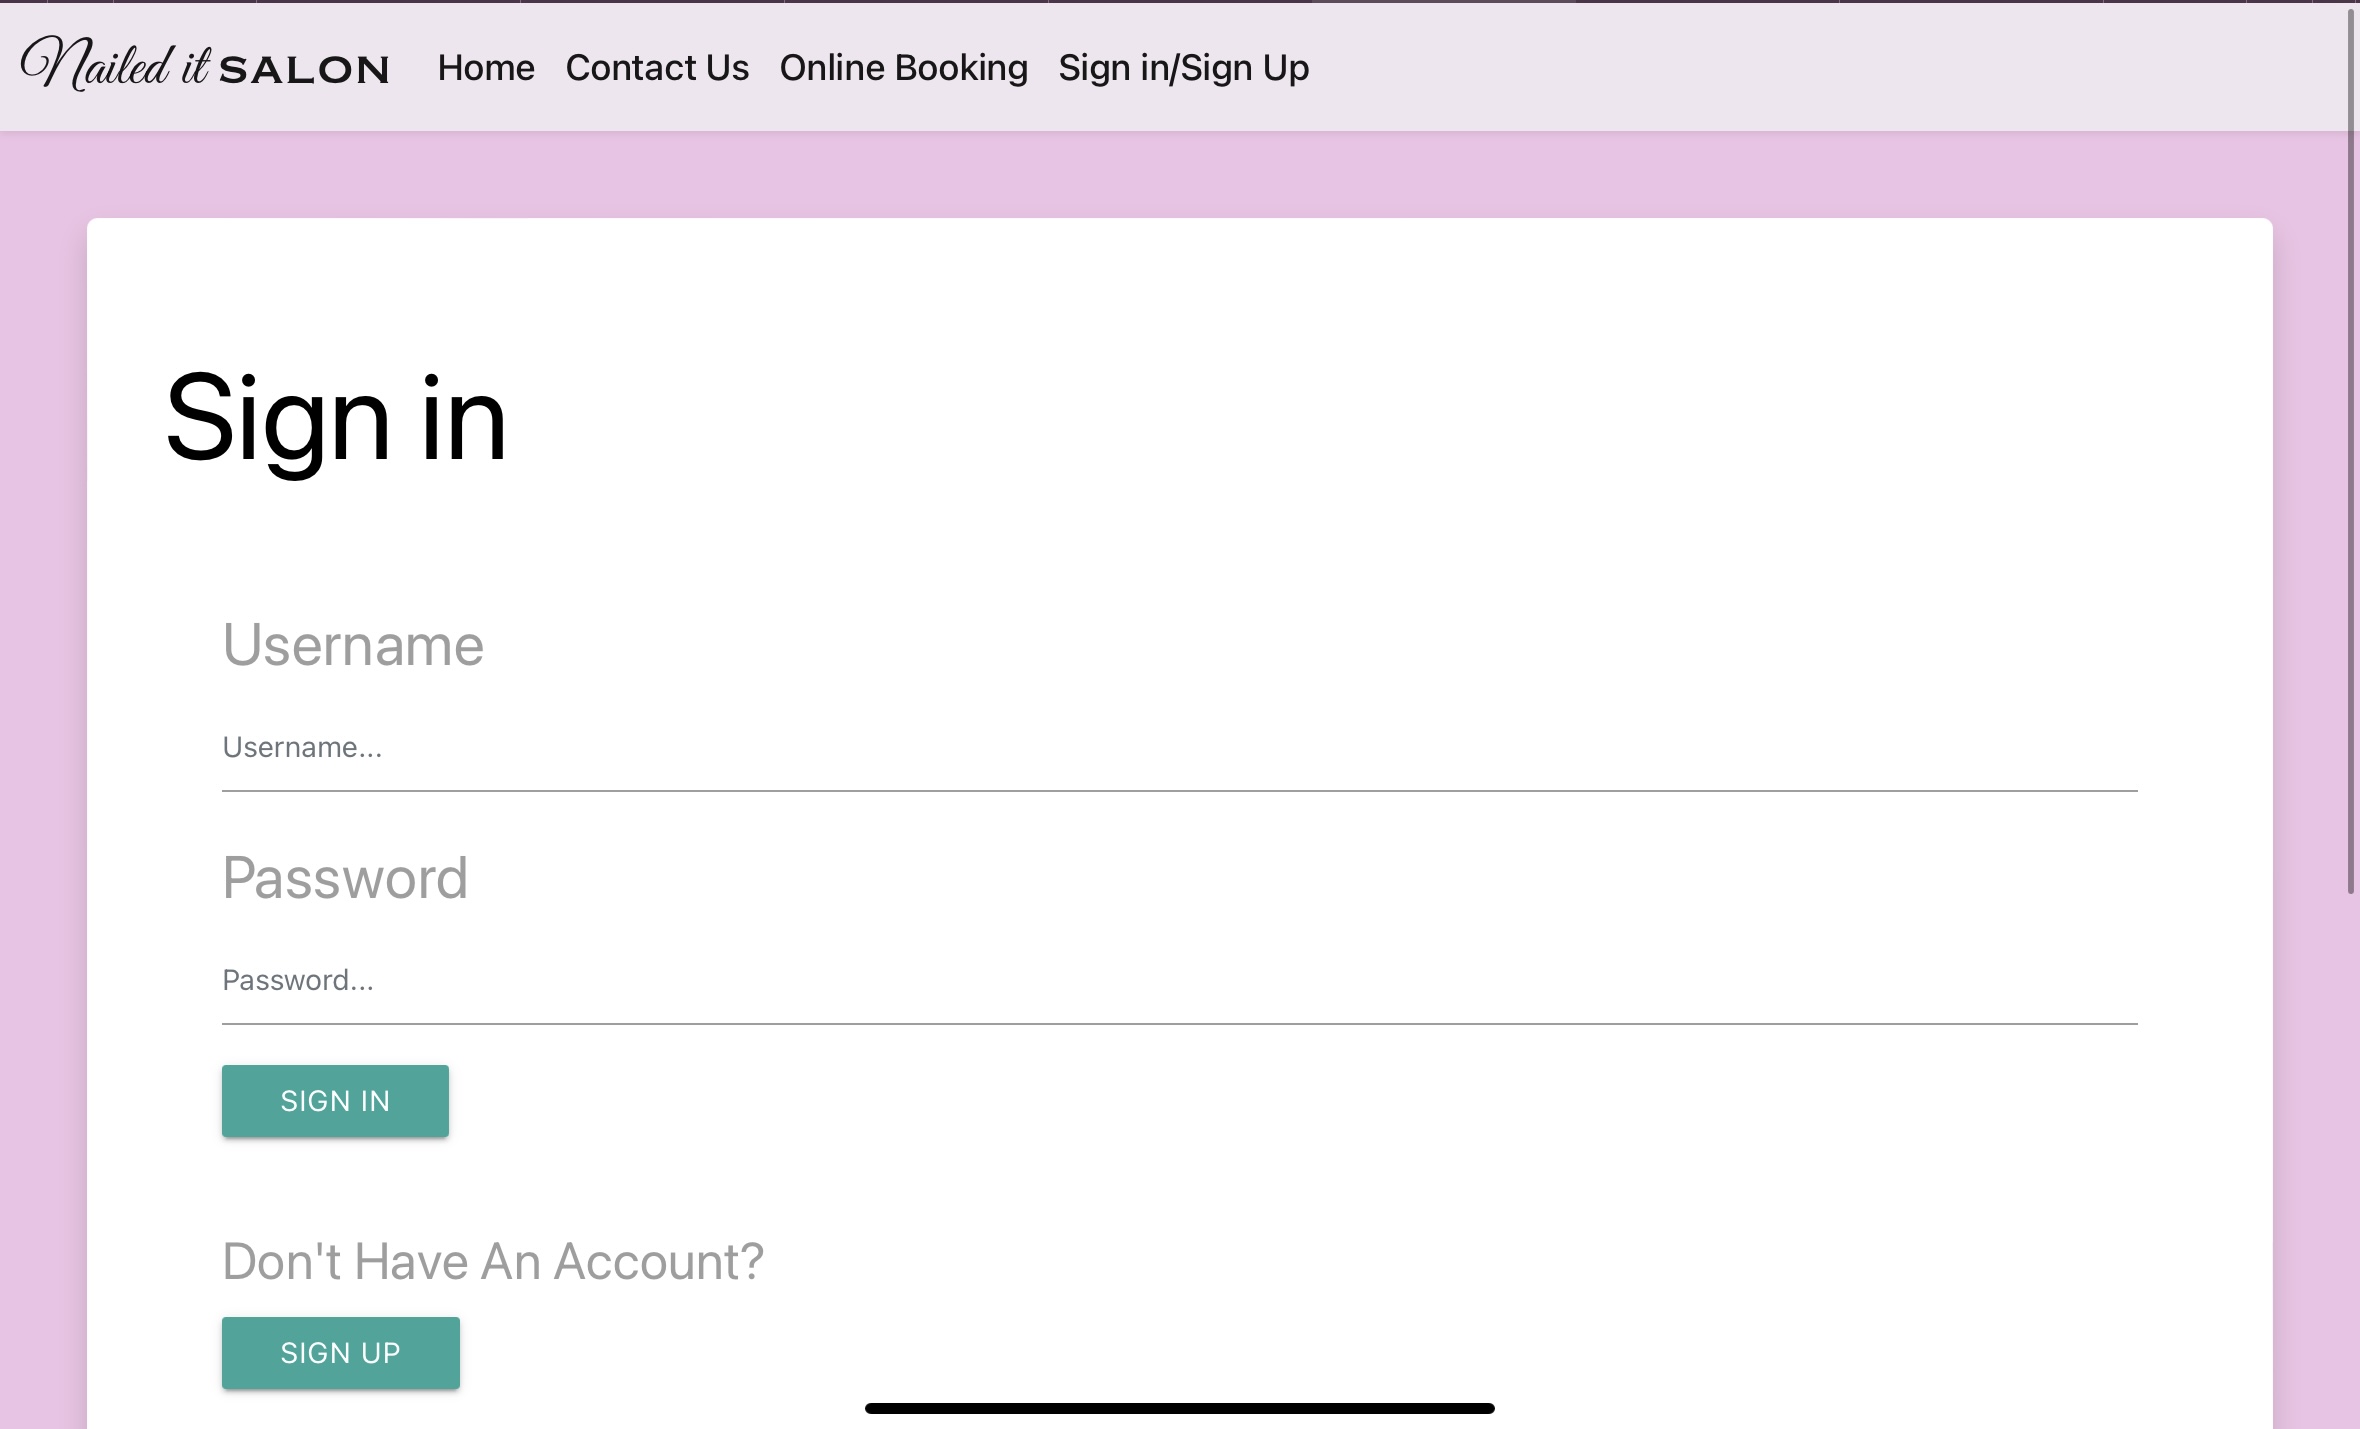 Nailed it SALON Home Contact Us Online Booking Sign in/Sign Up
Sign in
Username
Username...
Password
Password...
SIGN IN
Don't Have An Account?
SIGN UP